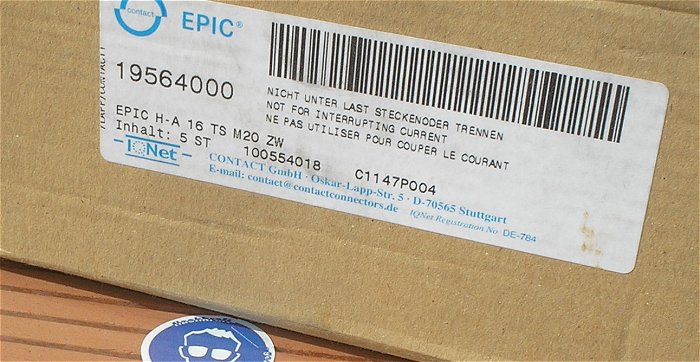 contact
EPIC®
19564000
NICHT UNTER LAST STECKENODER TRENNEN
NOT FOR INTERRUPTING CURRENT
NE PAS UTILISER POUR COUPER LE COURANT
EPIC H-A 16 TS M20 ZW
Inhalt: 5 ST
100554018
C1147P004
IQNet
CONTACT GmbH · Oskar-Lapp-Str. 5 · D-70565 Stuttgart
E-mail: contact@contactconnectors.de
IQNet Registration No. DE-784